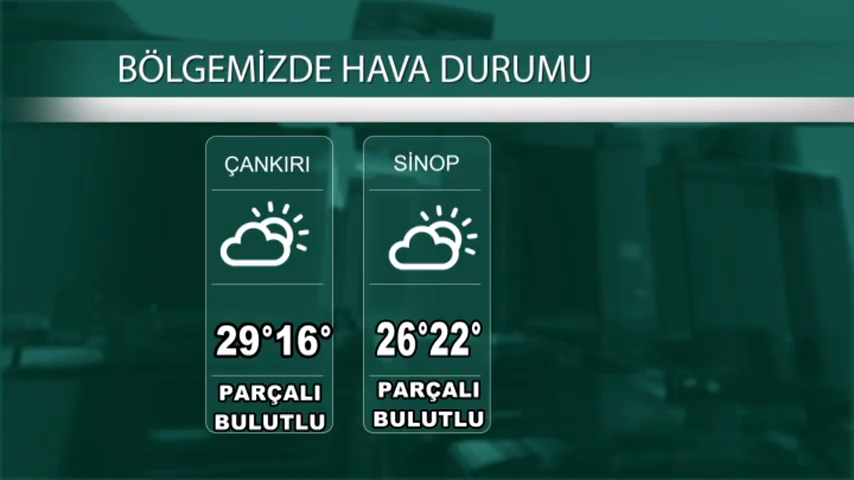 BÖLGEMİZDE HAVA DURUMU
ÇANKIRI
29°16°
PARÇALI
BULUTLU
SİNOP
26°22°
PARÇALI
BULUTLU